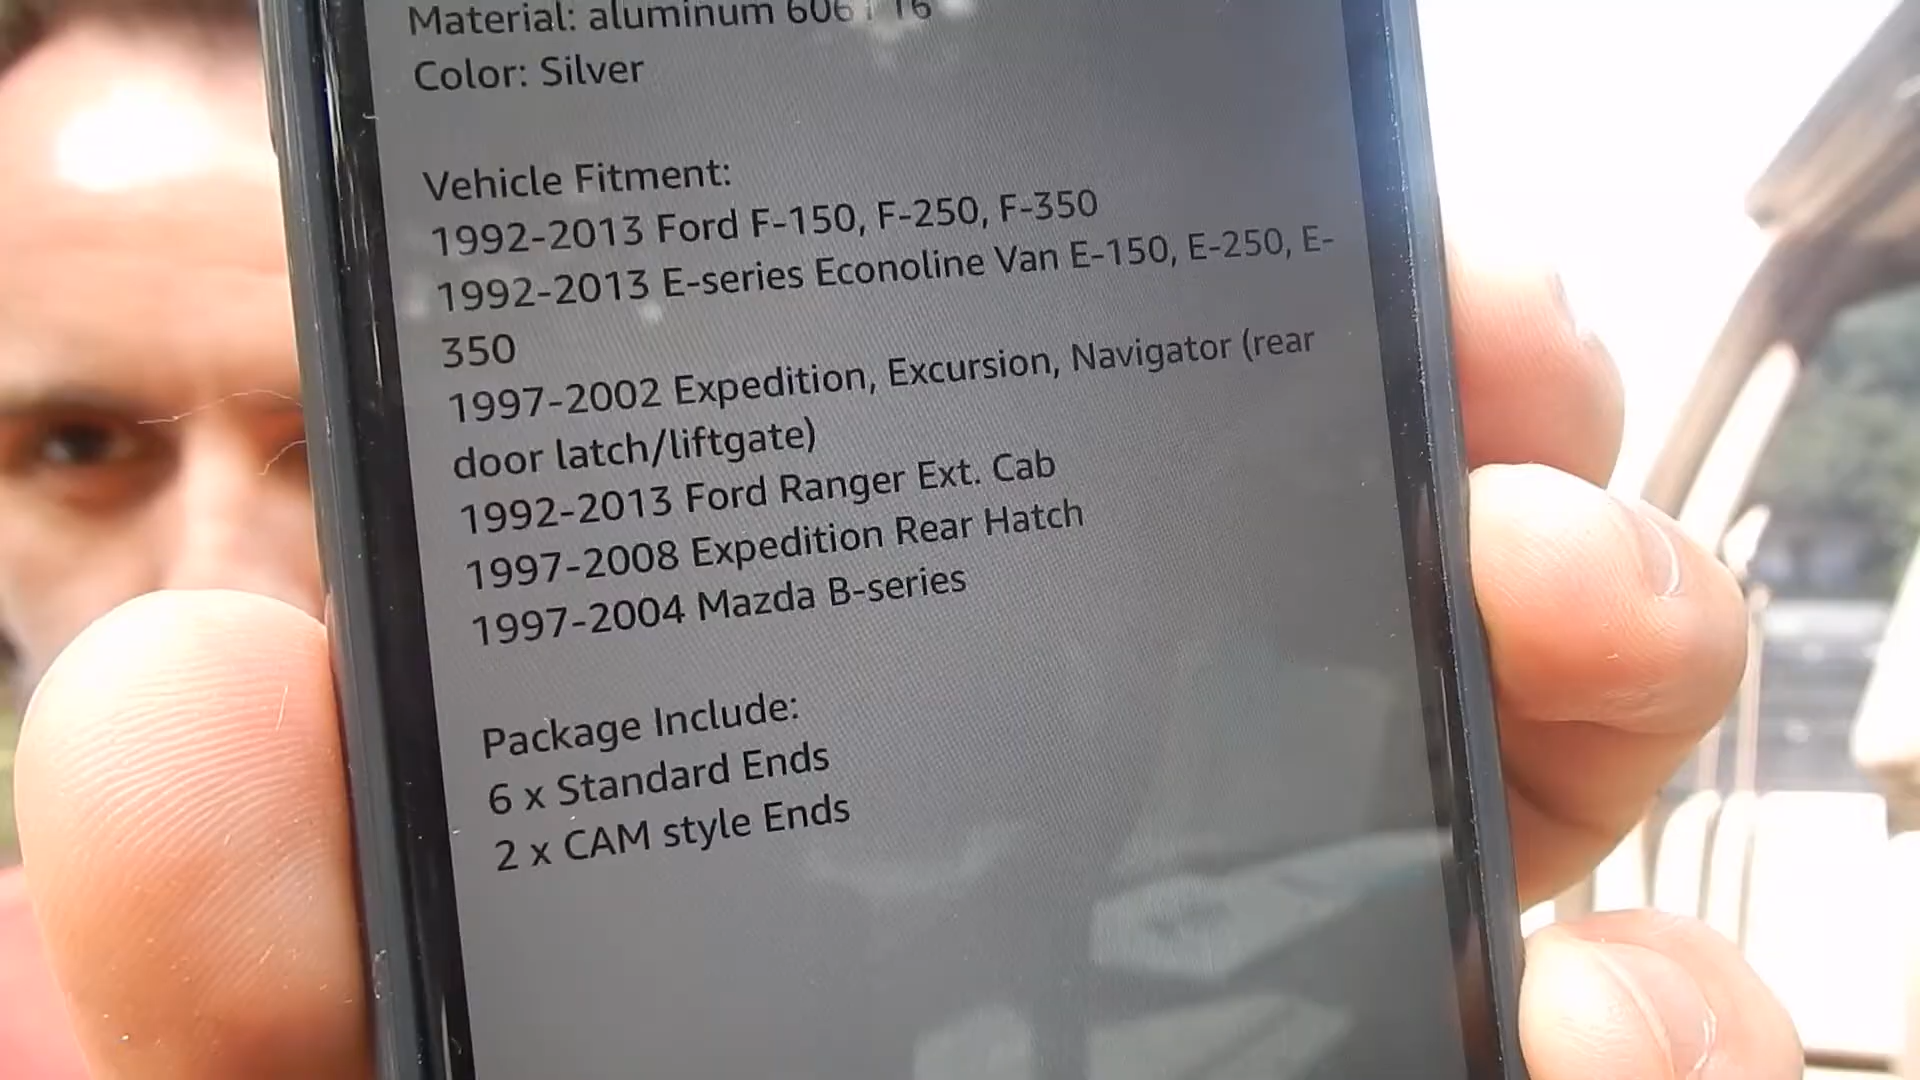 Material: aluminum 6061 T6
Color: Silver
Vehicle Fitment:
1992-2013 Ford F-150, F-250, F-350
1992-2013 E-series Econoline Van E-150, E-250, E-
350
1997-2002 Expedition, Excursion, Navigator (rear
door latch/liftgate)
1992-2013 Ford Ranger Ext. Cab
1997-2008 Expedition Rear Hatch
1997-2004 Mazda B-series
Package Include:
6 x Standard Ends
2 x CAM style Ends